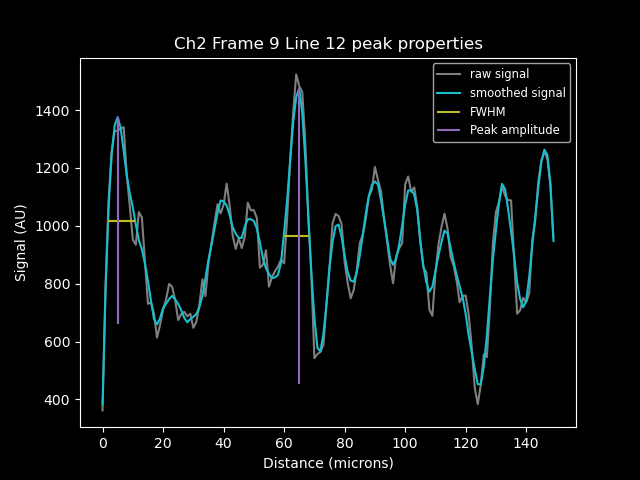 Ch2 Frame 9 Line 12 peak properties
raw signal
smoothed signal
FWHM
Peak amplitude
Signal (AU)
1400
1200
1000
800
600
400
0 20 40 60 80 100 120 140
Distance (microns)